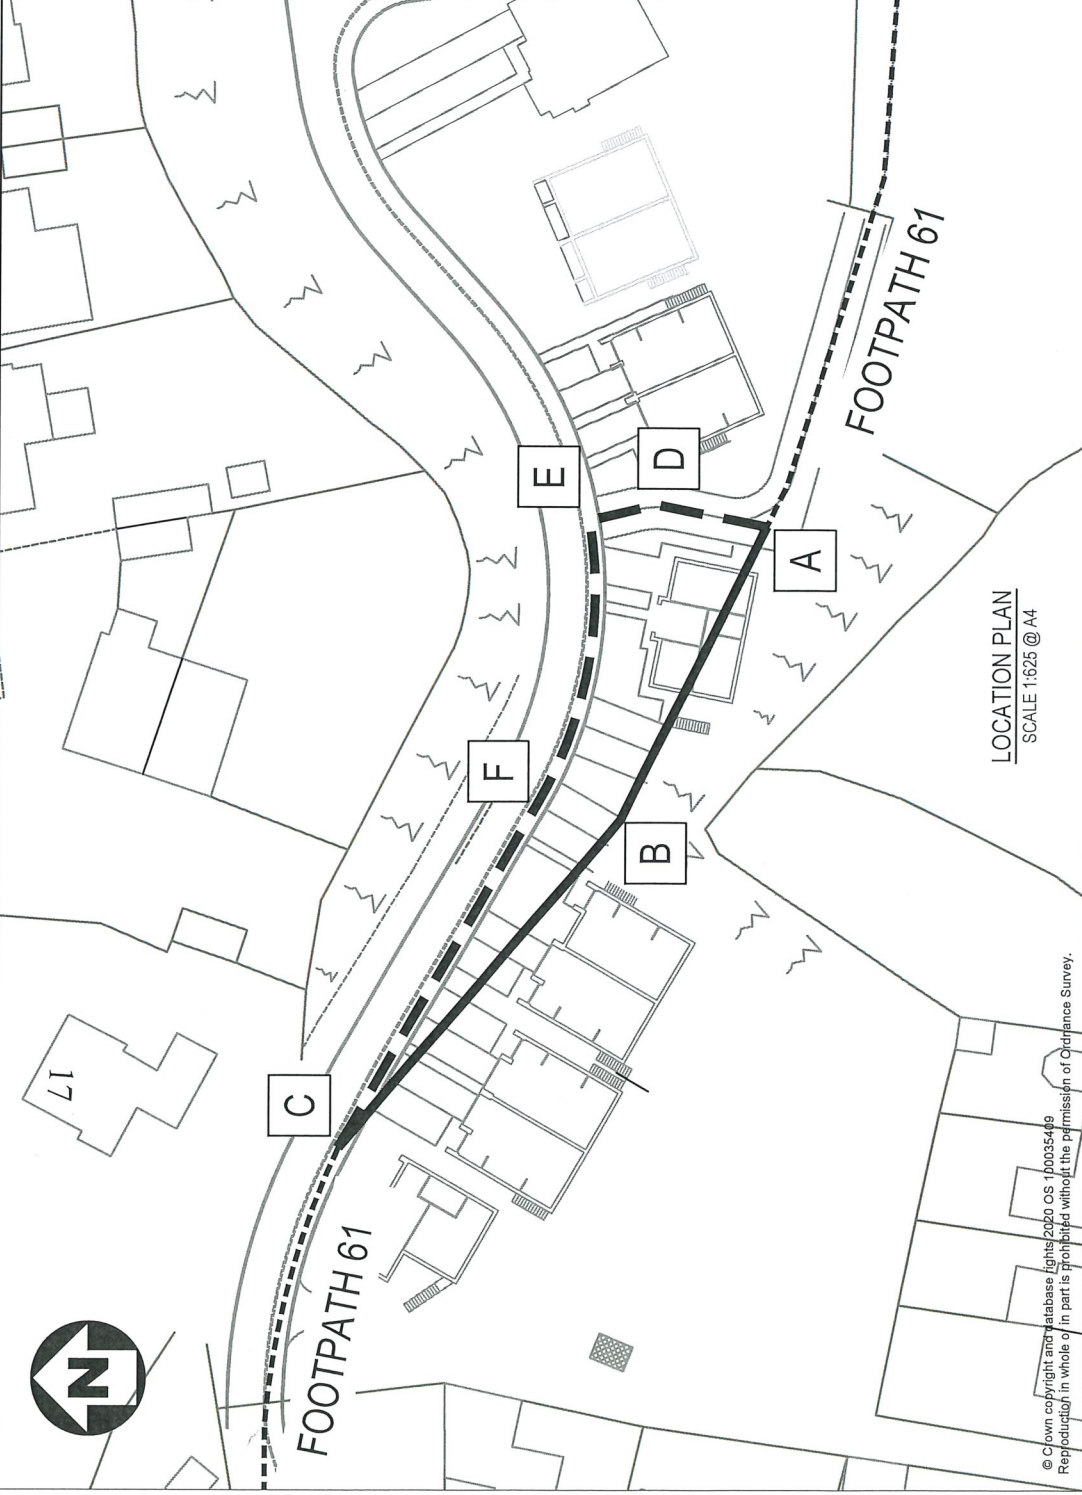 17
N
C
FOOTPATH 61
F
E
B
D
A
FOOTPATH 61
LOCATION PLAN
SCALE 1:625 @ A4
© Crown copyright and database rights 2020 OS 100035409
Reproduction in whole or in part is prohibited without the permission of Ordnance Survey.